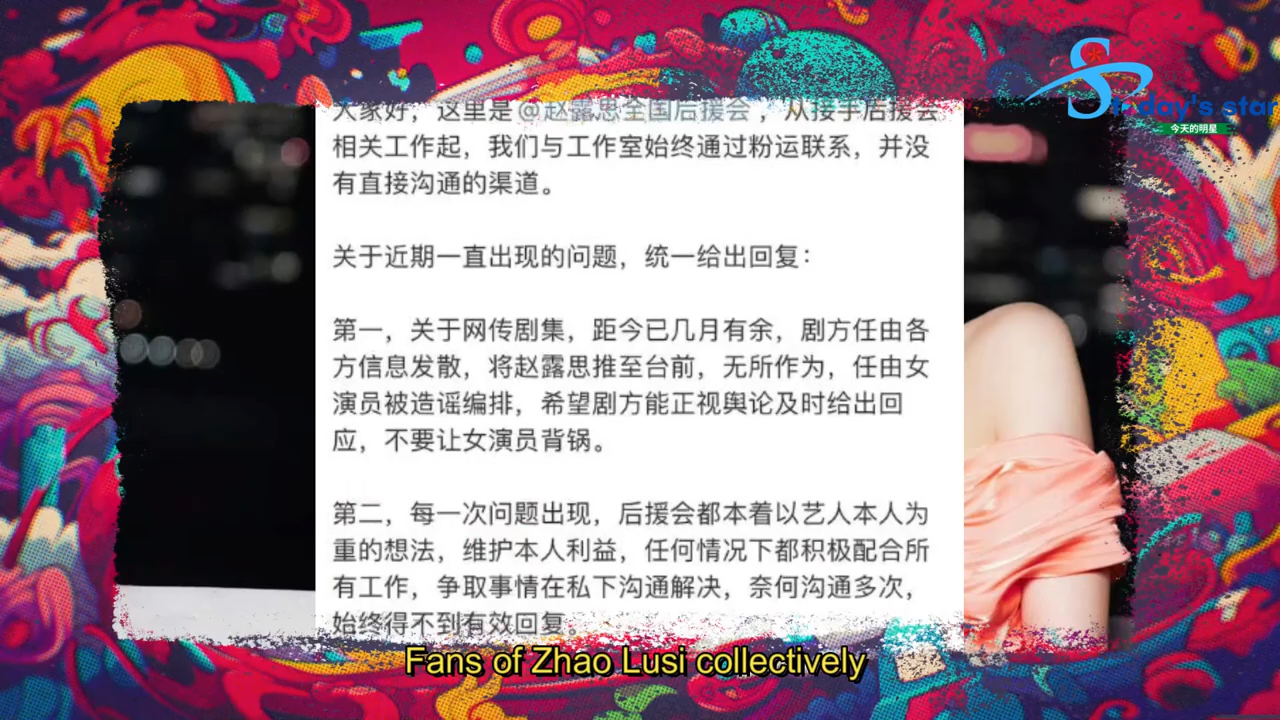 大家好，这里是@赵露思全国后援会，从接手后援会
相关工作起，我们与工作室始终通过粉运联系，并没
有直接沟通的渠道。
关于近期一直出现的问题，统一给出回复：
第一，关于网传剧集，距今已几月有余，剧方任由各
方信息发散，将赵露思推至台前，无所作为，任由女
演员被造谣编排，希望剧方能正视舆论及时给出回
应，不要让女演员背锅。
第二，每一次问题出现，后援会都本着以艺人本人为
重的想法，维护本人利益，任何情况下都积极配合所
有工作，争取事情在私下沟通解决，奈何沟通多次，
始终得不到有效回复。
Fans of Zhao Lusi collectively
St•day's star
今天的明星